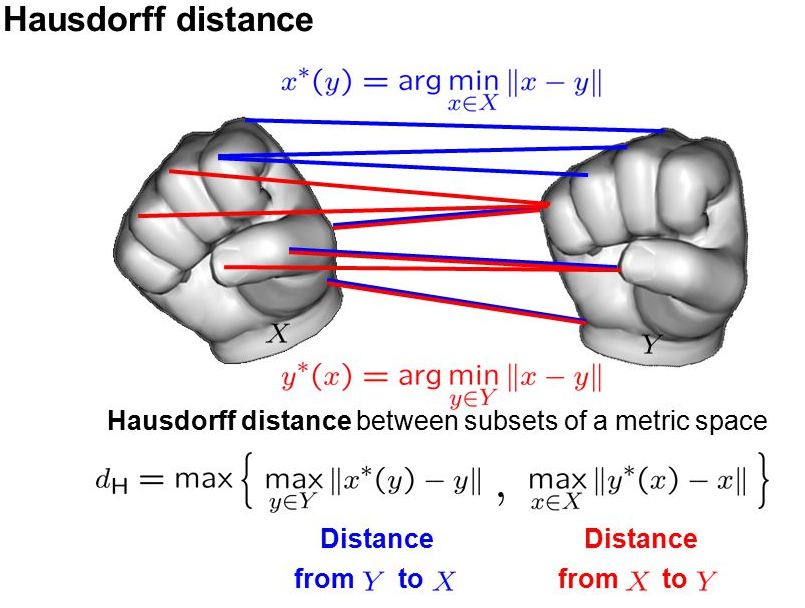 Hausdorff distance
x*(y) = arg min ‖x − y‖
x∈X
X
Y
y*(x) = arg min ‖x − y‖
y∈Y
Hausdorff distance between subsets of a metric space
d_H = max { max ‖x*(y) − y‖ , max ‖y*(x) − x‖ }
y∈Y x∈X
Distance Distance
from Y to X from X to Y